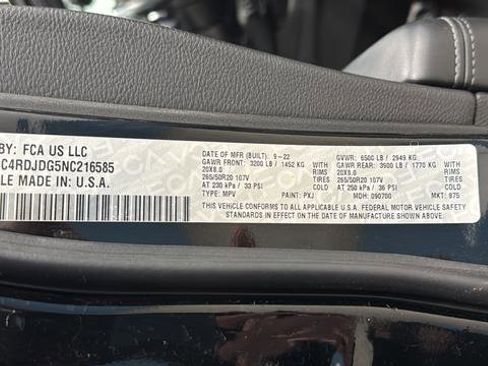 BY: FCA US LLC
C4RDJDG5NC216585
LE MADE IN: U.S.A.
DATE OF MFR (BUILT): 9-22 GVWR: 6500 LB / 2949 KG
GAWR FRONT: 3200 LB / 1452 KG WITH GAWR REAR: 3900 LB / 1770 KG WITH
20X8.0 RIMS 20X8.0 RIMS
265/50R20 107V TIRES 265/50R20 107V TIRES
AT 230 kPa / 33 PSI AT 250 kPa / 36 PSI
TYPE: MPV PAINT: PXJ MDH: 090700 MKT: 875
THIS VEHICLE CONFORMS TO ALL APPLICABLE U.S.A. FEDERAL MOTOR VEHICLE SAFETY
STANDARDS IN EFFECT ON THE DATE OF MANUFACTURE SHOWN ABOVE.